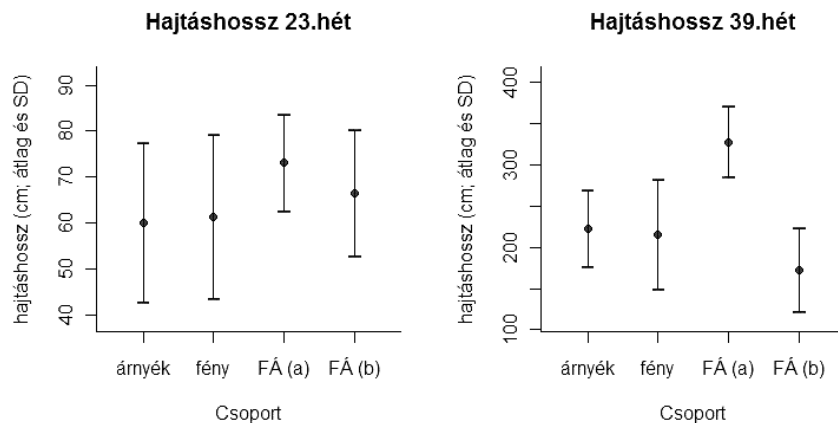 Hajtáshossz 23.hét
hajtáshossz (cm; átlag és SD)
90
80
70
60
50
40
árnyék fény FÁ (a) FÁ (b)
Csoport
Hajtáshossz 39.hét
hajtáshossz (cm; átlag és SD)
400
300
200
100
árnyék fény FÁ (a) FÁ (b)
Csoport